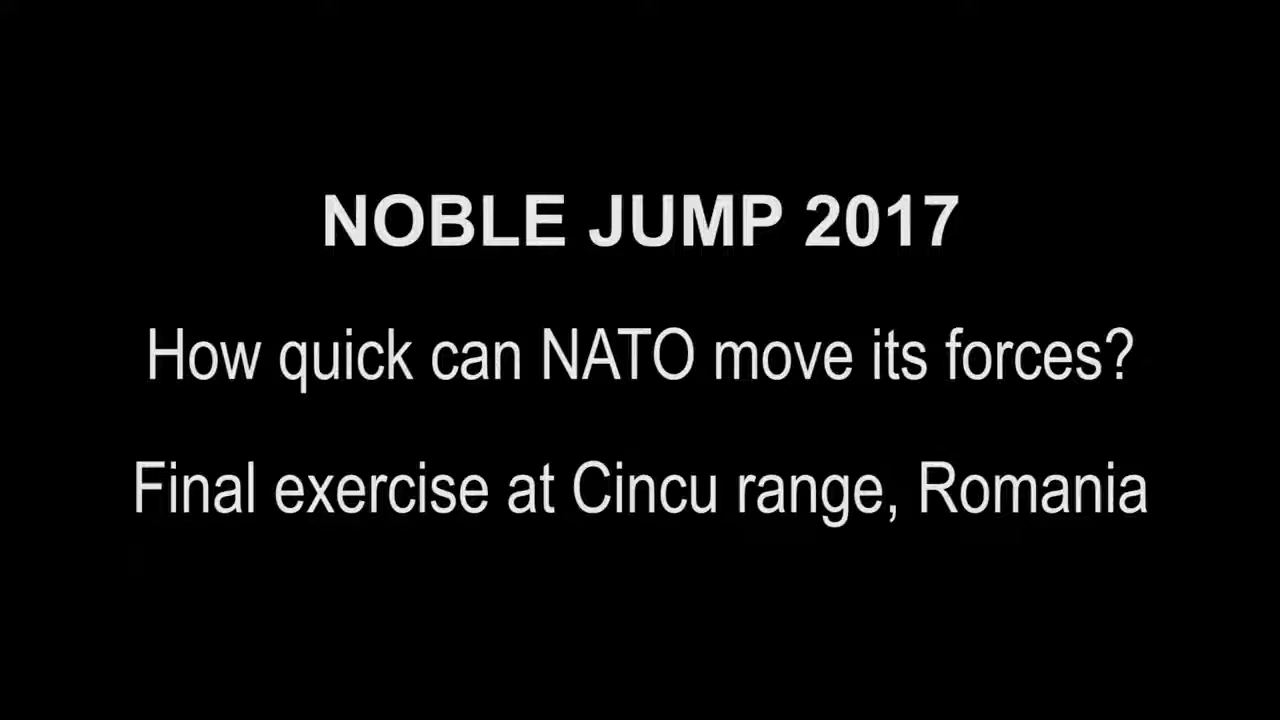 NOBLE JUMP 2017
How quick can NATO move its forces?
Final exercise at Cincu range, Romania